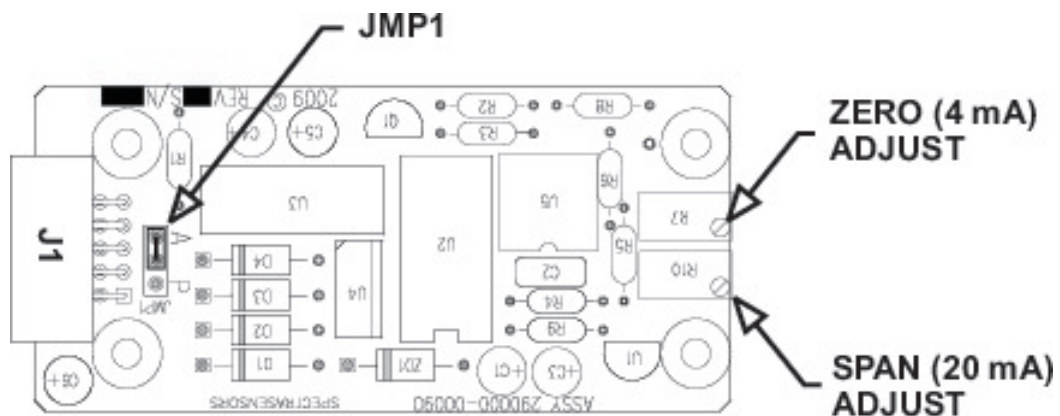 JMP1
REV S/N
2009 ©
C4+
C5+
Q1
R2
R8
R3
R1
ZERO (4 mA)
ADJUST
U3
U2
U5
R6
R7
J1
A
P
JMP1
D4
D3
D2
D1
U4
ZD1
C2
R5
R10
R4
R9
C6+
+C1
+C3
U1
SPECTRASENSORS
ASSY 290000-00090
SPAN (20 mA)
ADJUST